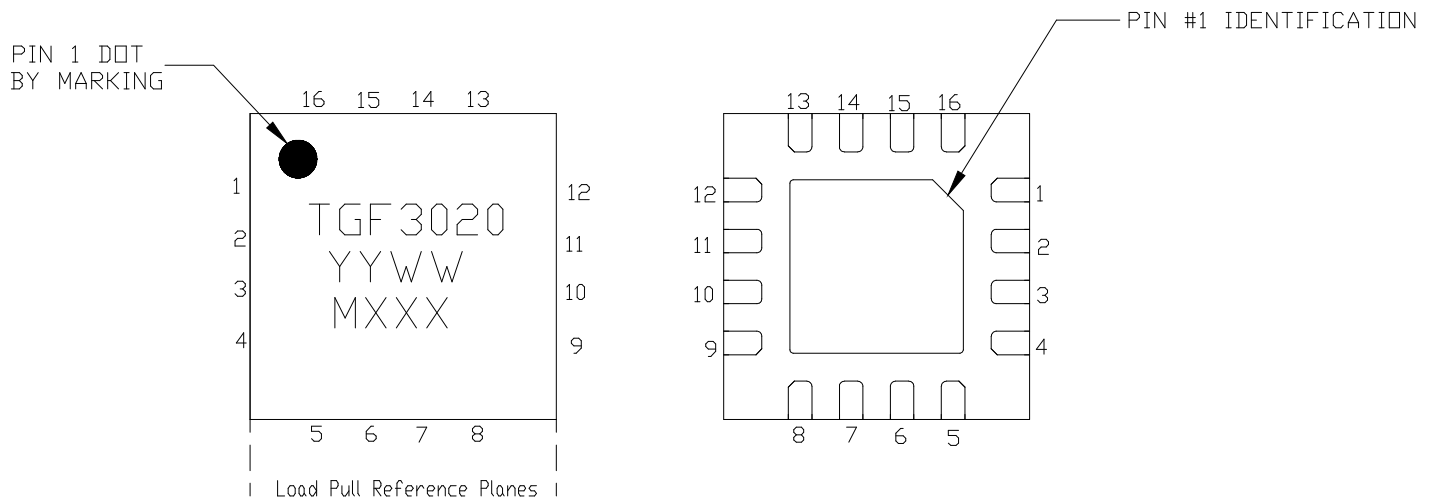 PIN #1 IDENTIFICATION
PIN 1 DOT
BY MARKING
16 15 14 13
13 14 15 16
1
2
3
4
TGF3020
YYWW
MXXX
12
11
10
9
12
11
10
9
1
2
3
4
5 6 7 8
8 7 6 5
Load Pull Reference Planes